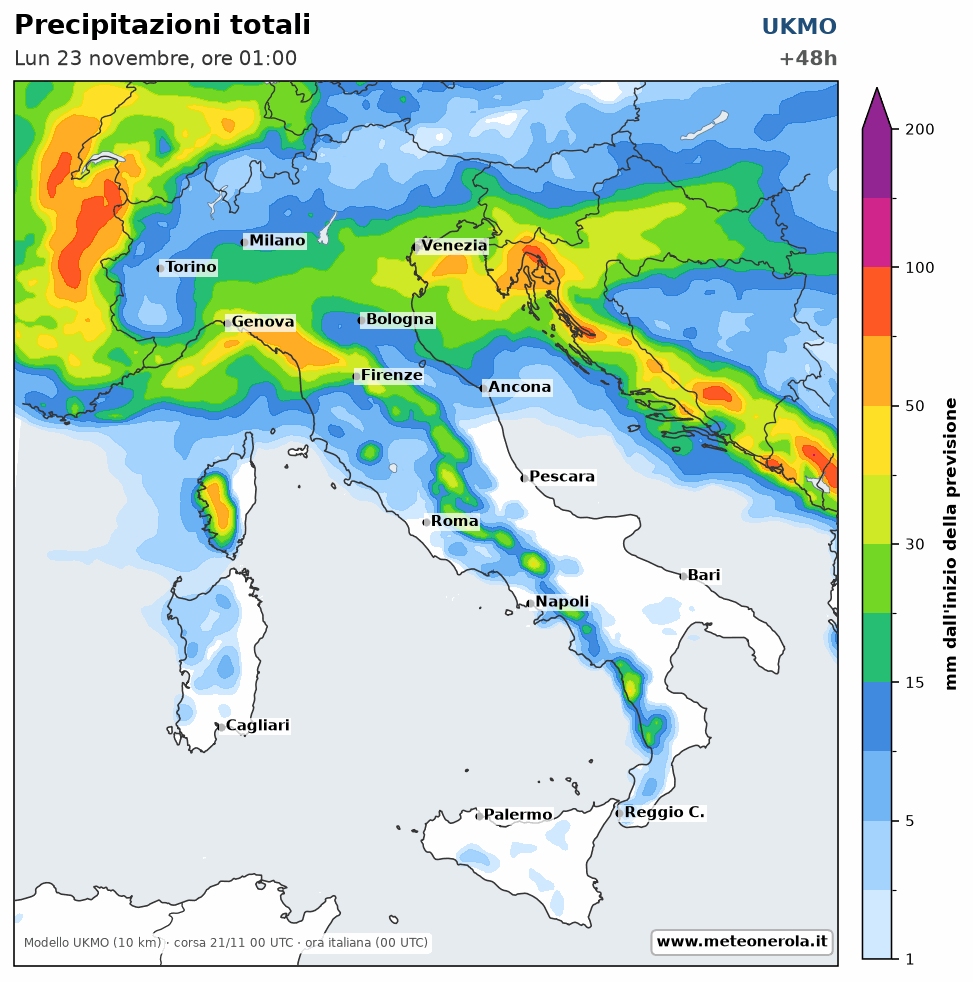 Precipitazioni totali
UKMO
Lun 23 novembre, ore 01:00
+48h
200
100
50
30
15
5
1
mm dall'inizio della previsione
Milano
Venezia
Torino
Genova
Bologna
Firenze
Ancona
Pescara
Roma
Bari
Napoli
Cagliari
Palermo
Reggio C.
Modello UKMO (10 km) · corsa 21/11 00 UTC · ora italiana (00 UTC)
www.meteonerola.it